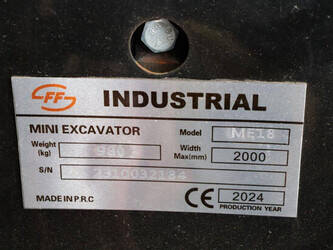 FF INDUSTRIAL
MINI EXCAVATOR Model ME18
Weight (kg) 980 Width Max(mm) 2000
S/N
MADE IN P.R.C CE 2024
PRODUCTION YEAR